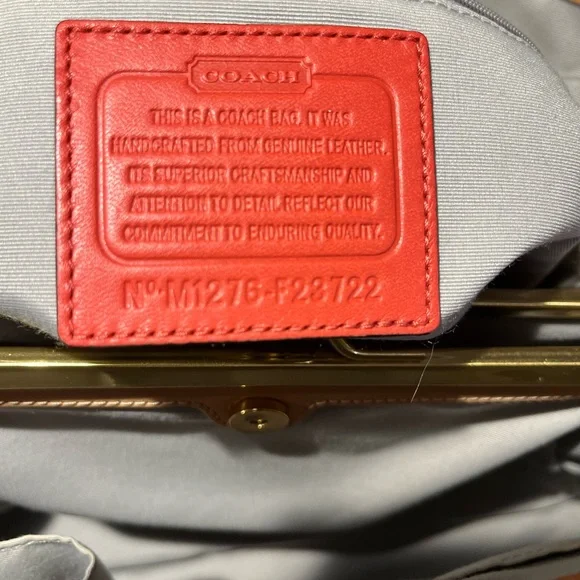 COACH
THIS IS A COACH BAG. IT WAS
HANDCRAFTED FROM GENUINE LEATHER.
ITS SUPERIOR CRAFTSMANSHIP AND
ATTENTION TO DETAIL REFLECT OUR
COMMITMENT TO ENDURING QUALITY.
Nº M1276-F23722